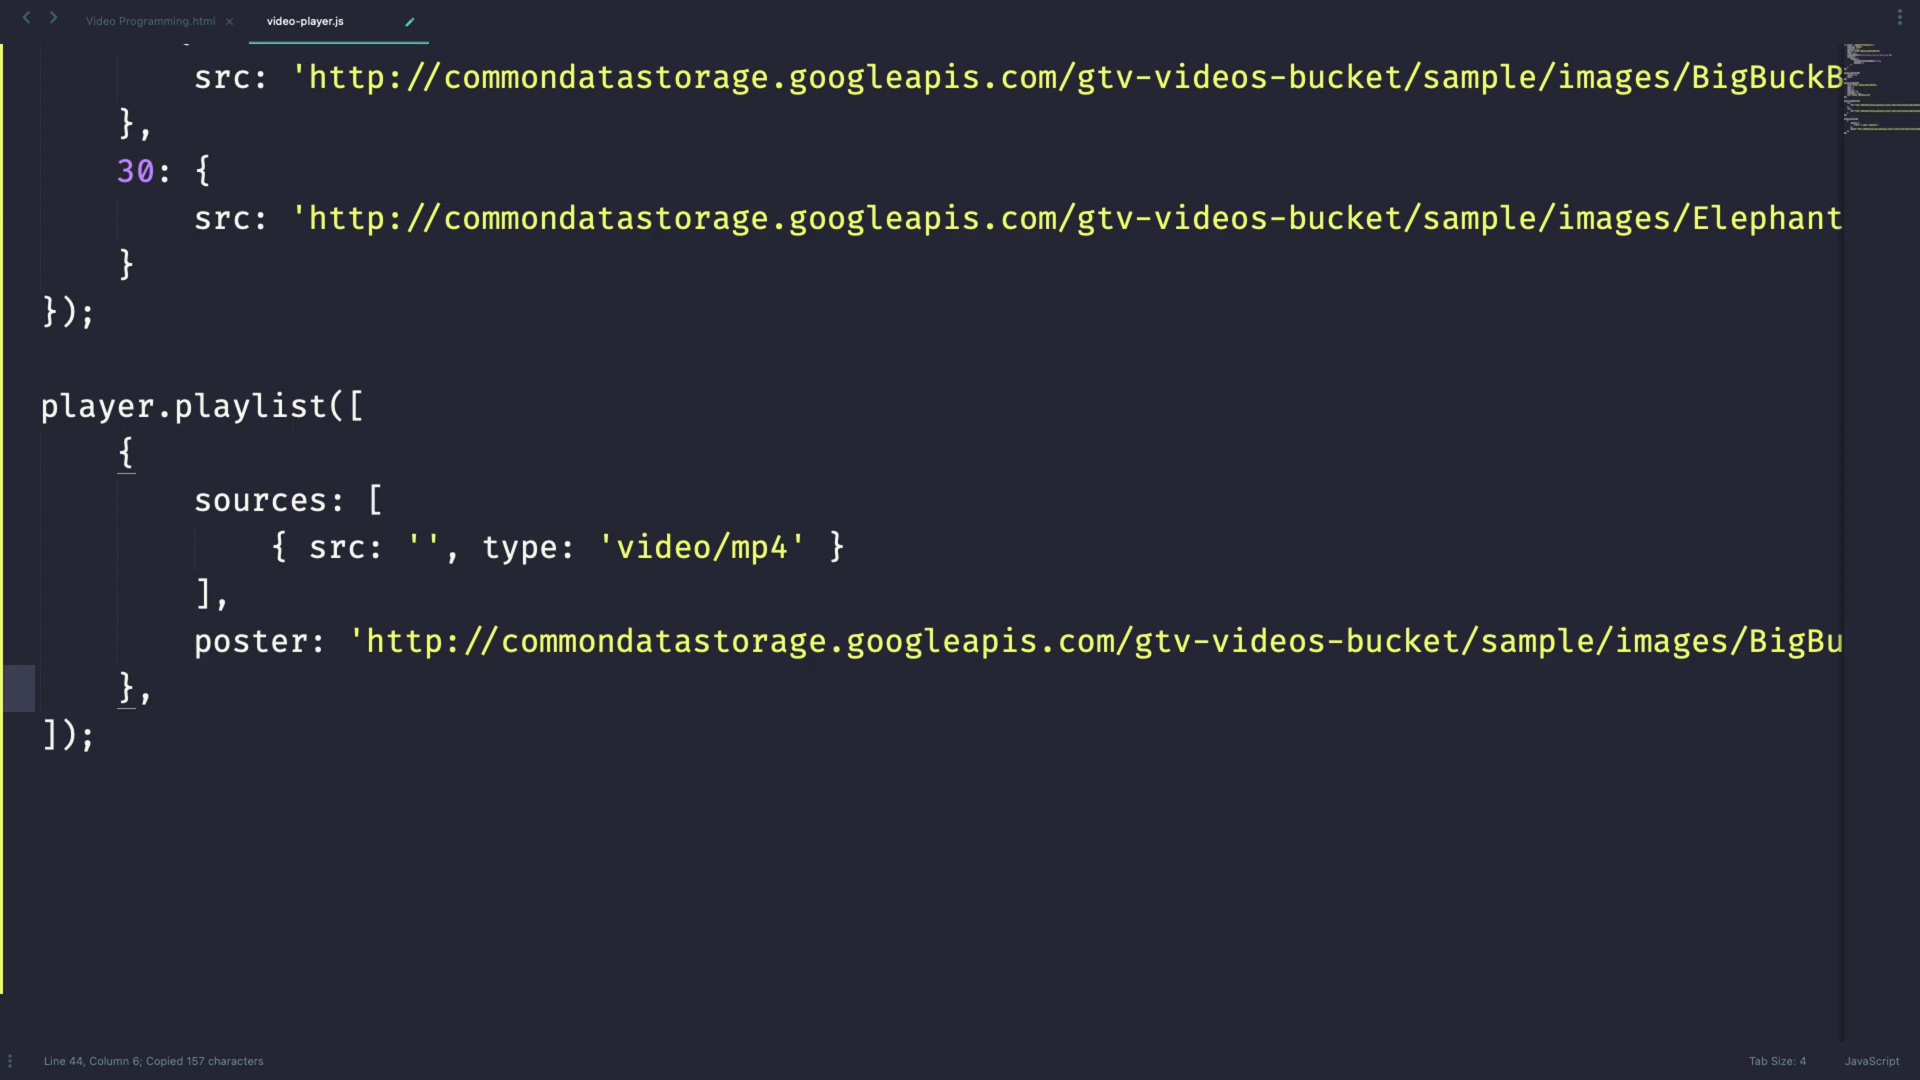 Video Programming.html
video-player.js
src: 'http://commondatastorage.googleapis.com/gtv-videos-bucket/sample/images/BigBuckB
},
30: {
src: 'http://commondatastorage.googleapis.com/gtv-videos-bucket/sample/images/Elephant
}
});
player.playlist([
{
sources: [
{ src: '', type: 'video/mp4' }
],
poster: 'http://commondatastorage.googleapis.com/gtv-videos-bucket/sample/images/BigBu
},
]);
Line 44, Column 6; Copied 157 characters
Tab Size: 4
JavaScript